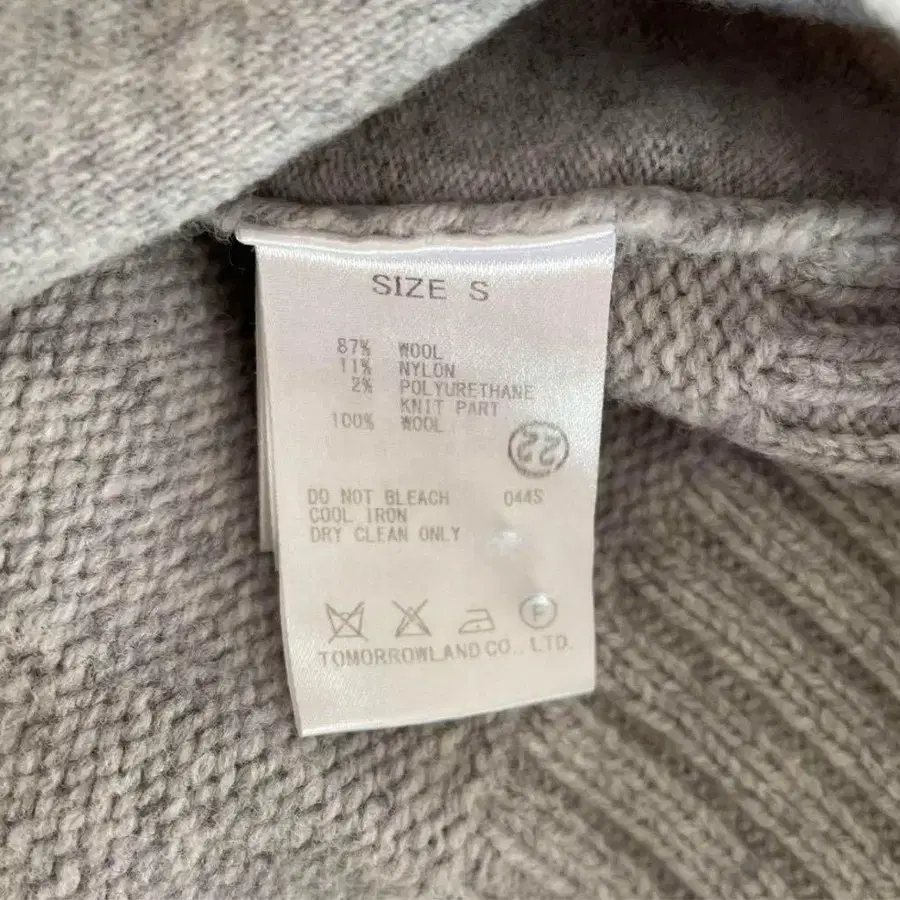 SIZE S
87% WOOL
11% NYLON
2% POLYURETHANE
KNIT PART
100% WOOL
22
DO NOT BLEACH 044S
COOL IRON
DRY CLEAN ONLY
F
TOMORROWLAND CO., LTD.